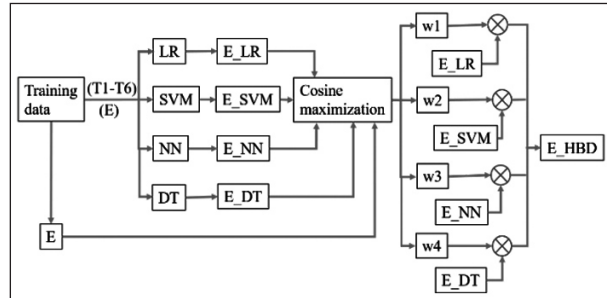 Training
data
(T1-T6)
(E)
LR
E_LR
SVM
E_SVM
NN
E_NN
DT
E_DT
E
Cosine
maximization
w1
E_LR
w2
E_SVM
w3
E_NN
w4
E_DT
E_HBD